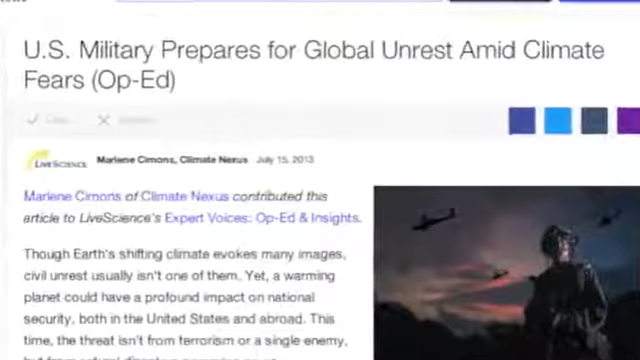 U.S. Military Prepares for Global Unrest Amid Climate
Fears (Op-Ed)
LIVESCIENCE Marlene Cimons, Climate Nexus July 15, 2013
Marlene Cimons of Climate Nexus contributed this
article to LiveScience's Expert Voices: Op-Ed & Insights.
Though Earth's shifting climate evokes many images,
civil unrest usually isn't one of them. Yet, a warming
planet could have a profound impact on national
security, both in the United States and abroad. This
time, the threat isn't from terrorism or a single enemy,